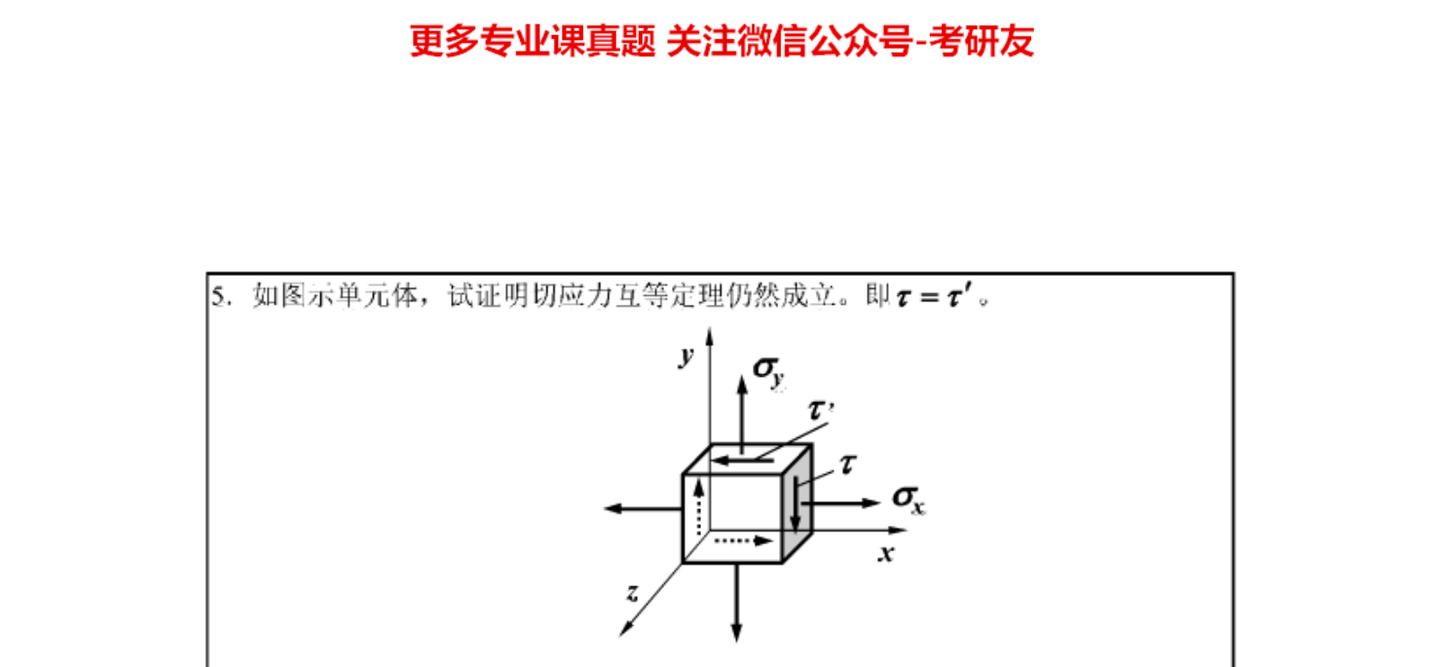 更多专业课真题 关注微信公众号-考研友
5. 如图示单元体，试证明切应力互等定理仍然成立。即 τ = τ′。
y
σy
τ’
τ
σx
x
z